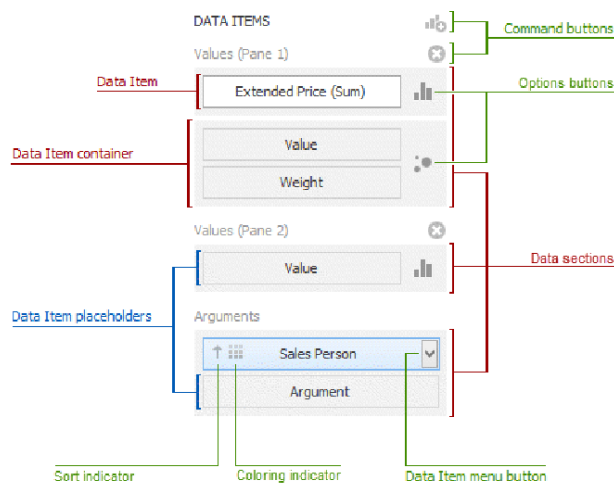 DATA ITEMS
Command buttons
Values (Pane 1)
Data Item
Extended Price (Sum)
Options buttons
Value
Data Item container
Weight
Values (Pane 2)
Value
Data sections
Data Item placeholders
Arguments
Sales Person
Argument
Sort indicator
Coloring indicator
Data Item menu button